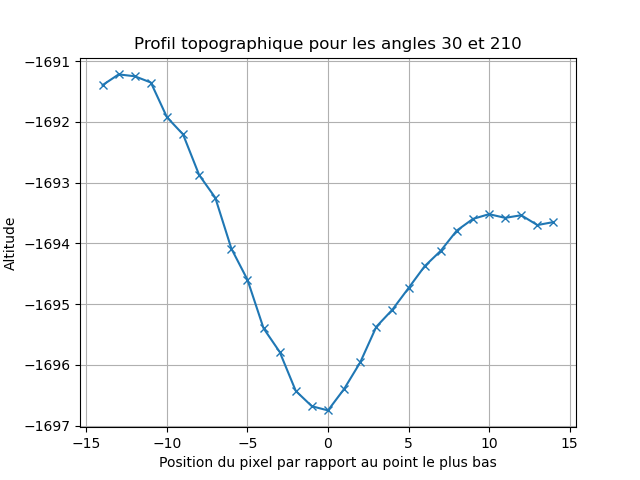 Profil topographique pour les angles 30 et 210
−1691
−1692
−1693
−1694
−1695
−1696
−1697
Altitude
−15 −10 −5 0 5 10 15
Position du pixel par rapport au point le plus bas